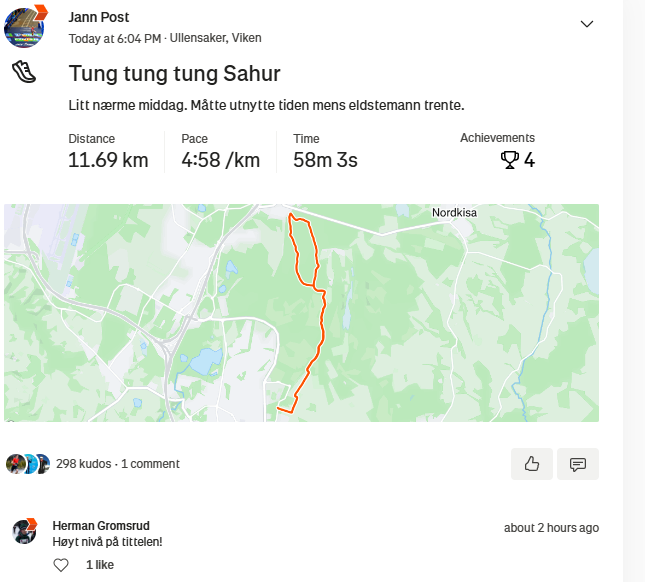 Jann Post
Today at 6:04 PM · Ullensaker, Viken
Tung tung tung Sahur
Litt nærme middag. Måtte utnytte tiden mens eldstemann trente.
Distance
Pace
Time
Achievements
11.69 km
4:58 /km
58m 3s
4
Nordkisa
298 kudos · 1 comment
Herman Gromsrud
about 2 hours ago
Høyt nivå på tittelen!
1 like